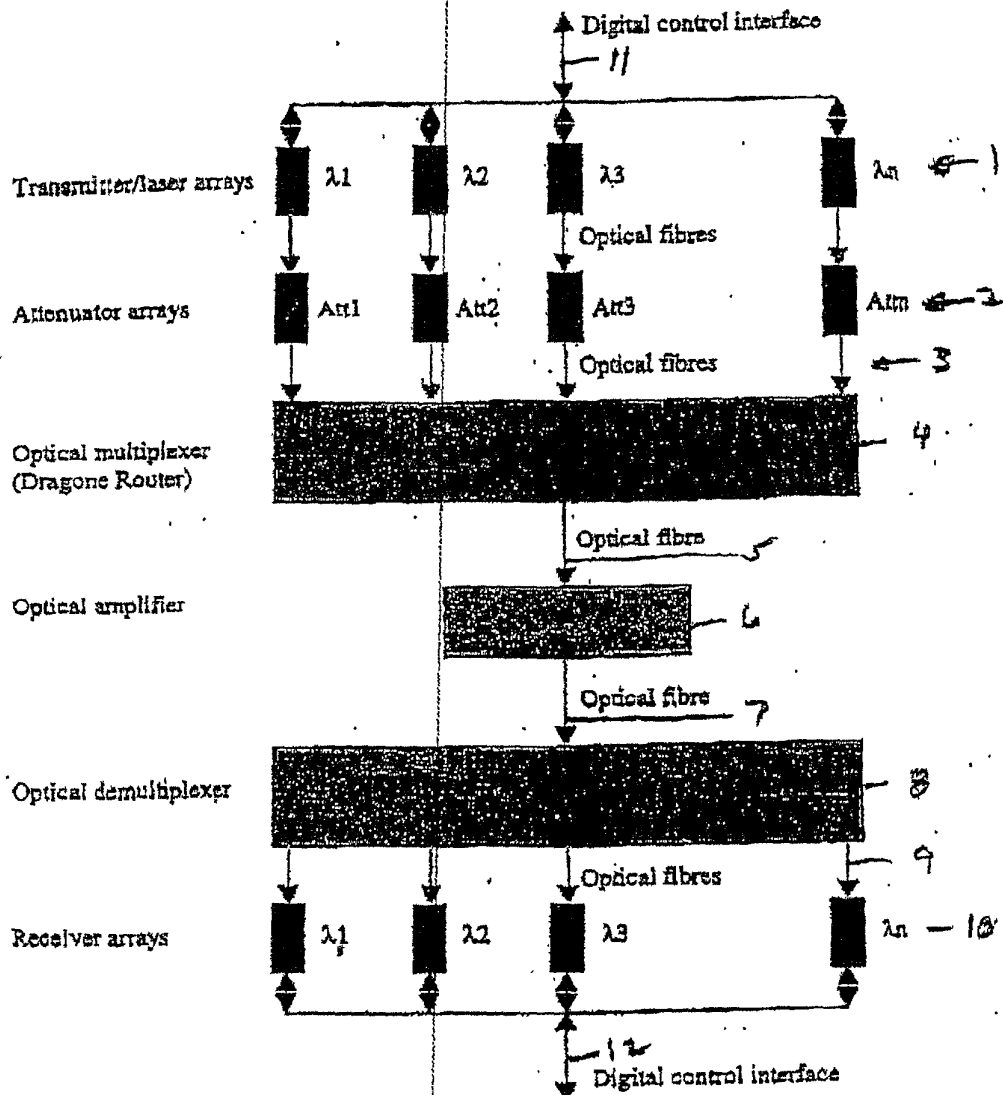 Digital control interface
11
Transmitter/laser arrays λ1 λ2 λ3 λn 1
Optical fibres
Attenuator arrays Att1 Att2 Att3 Attn 2
Optical fibres 3
Optical multiplexer 4
(Dragone Router)
Optical fibre 5
Optical amplifier 6
Optical fibre 7
Optical demultiplexer 8
Optical fibres 9
Receiver arrays λ1 λ2 λ3 λn 10
12
Digital control interface